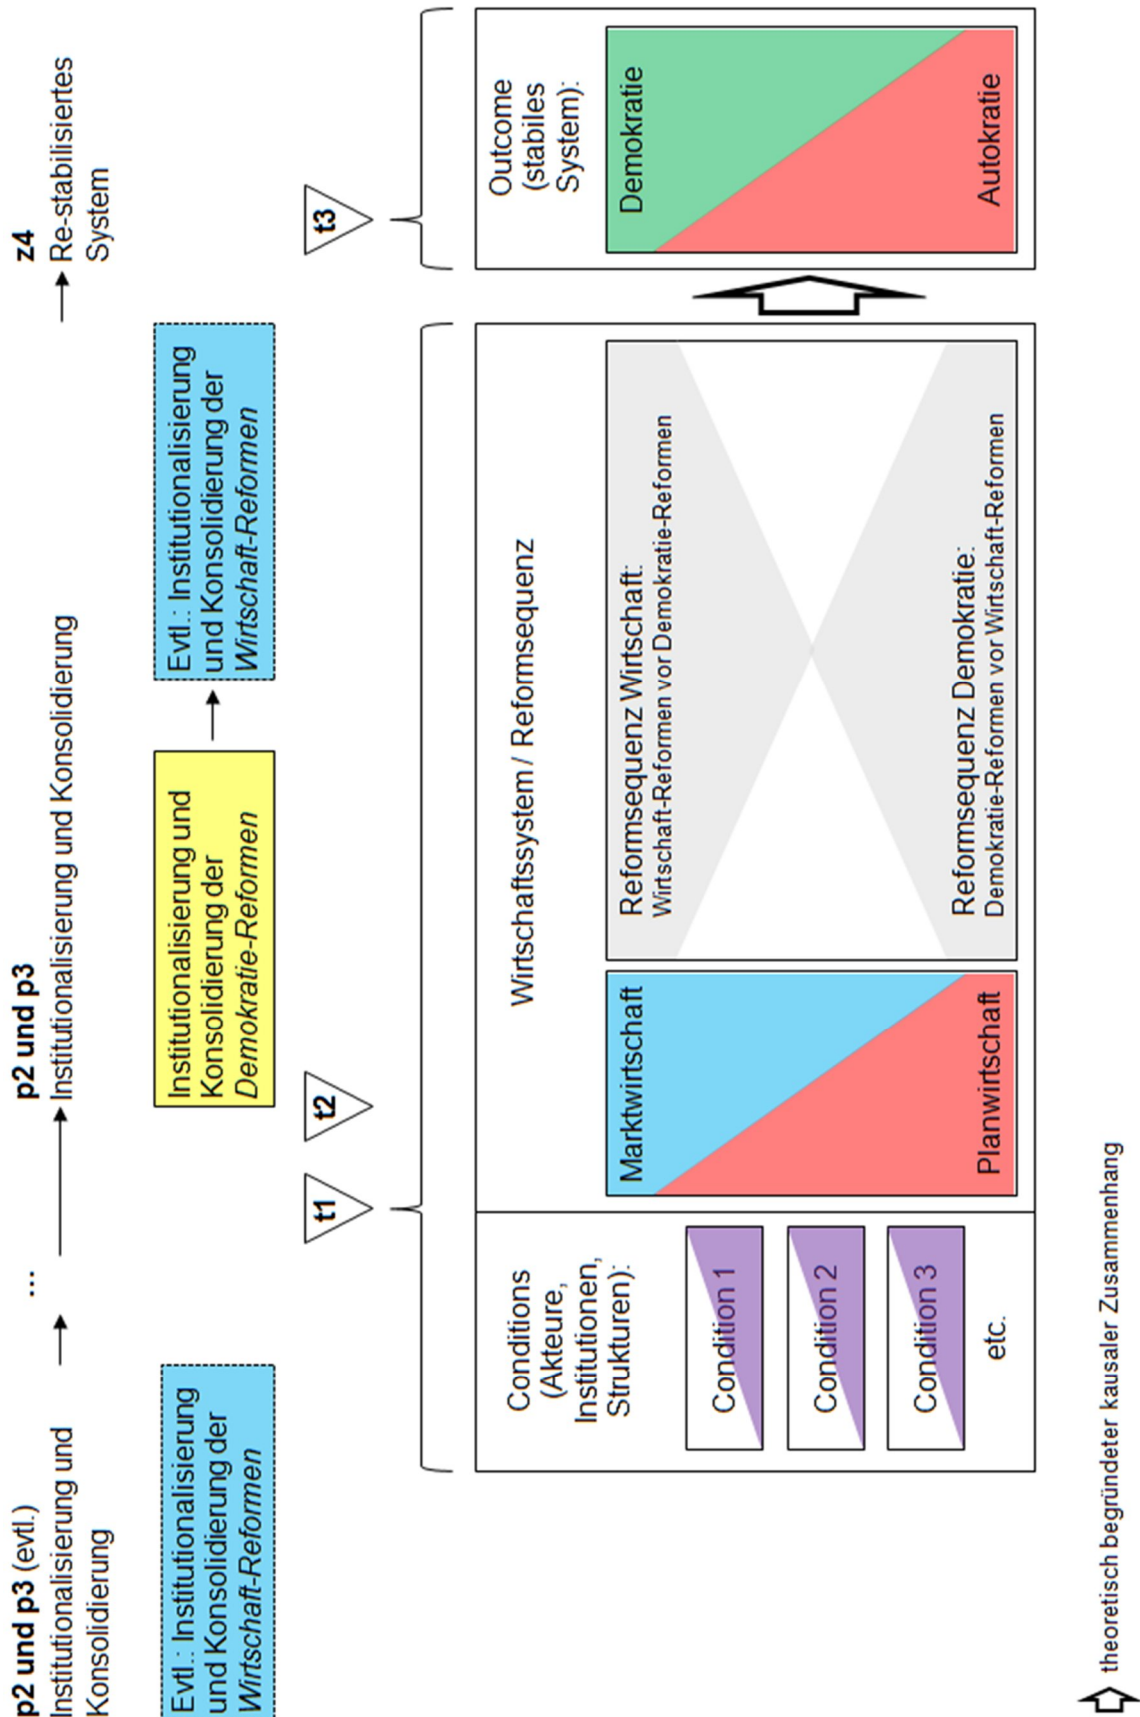 p2 und p3 (evtl.)
Institutionalisierung und
Konsolidierung
...
p2 und p3
Institutionalisierung und Konsolidierung
z4
Re-stabilisiertes
System
Evtl.: Institutionalisierung
und Konsolidierung der
Wirtschaft-Reformen
Institutionalisierung und
Konsolidierung der
Demokratie-Reformen
Evtl.: Institutionalisierung
und Konsolidierung der
Wirtschaft-Reformen
t1
t2
t3
Conditions
(Akteure,
Institutionen,
Strukturen):
Condition 1
Condition 2
Condition 3
etc.
Wirtschaftssystem / Reformsequenz
Marktwirtschaft
Planwirtschaft
Reformsequenz Wirtschaft:
Wirtschaft-Reformen vor Demokratie-Reformen
Reformsequenz Demokratie:
Demokratie-Reformen vor Wirtschaft-Reformen
Outcome
(stabiles
System):
Demokratie
Autokratie
theoretisch begründeter kausaler Zusammenhang